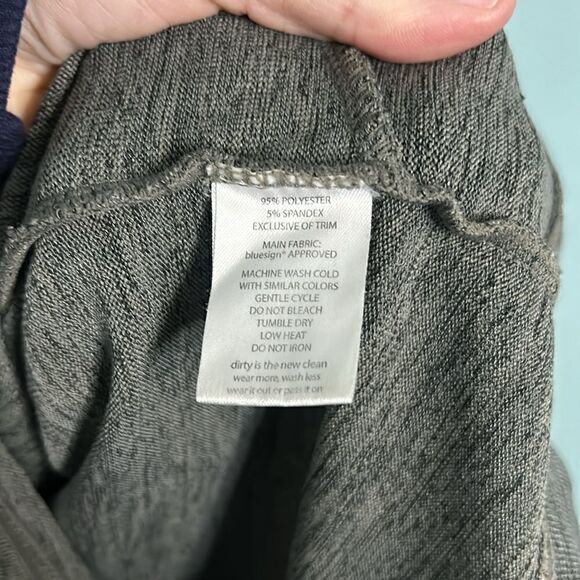 95% POLYESTER
5% SPANDEX
EXCLUSIVE OF TRIM
MAIN FABRIC:
bluesign® APPROVED
MACHINE WASH COLD
WITH SIMILAR COLORS
GENTLE CYCLE
DO NOT BLEACH
TUMBLE DRY
LOW HEAT
DO NOT IRON
dirty is the new clean
wear more, wash less
wear it out or pass it on